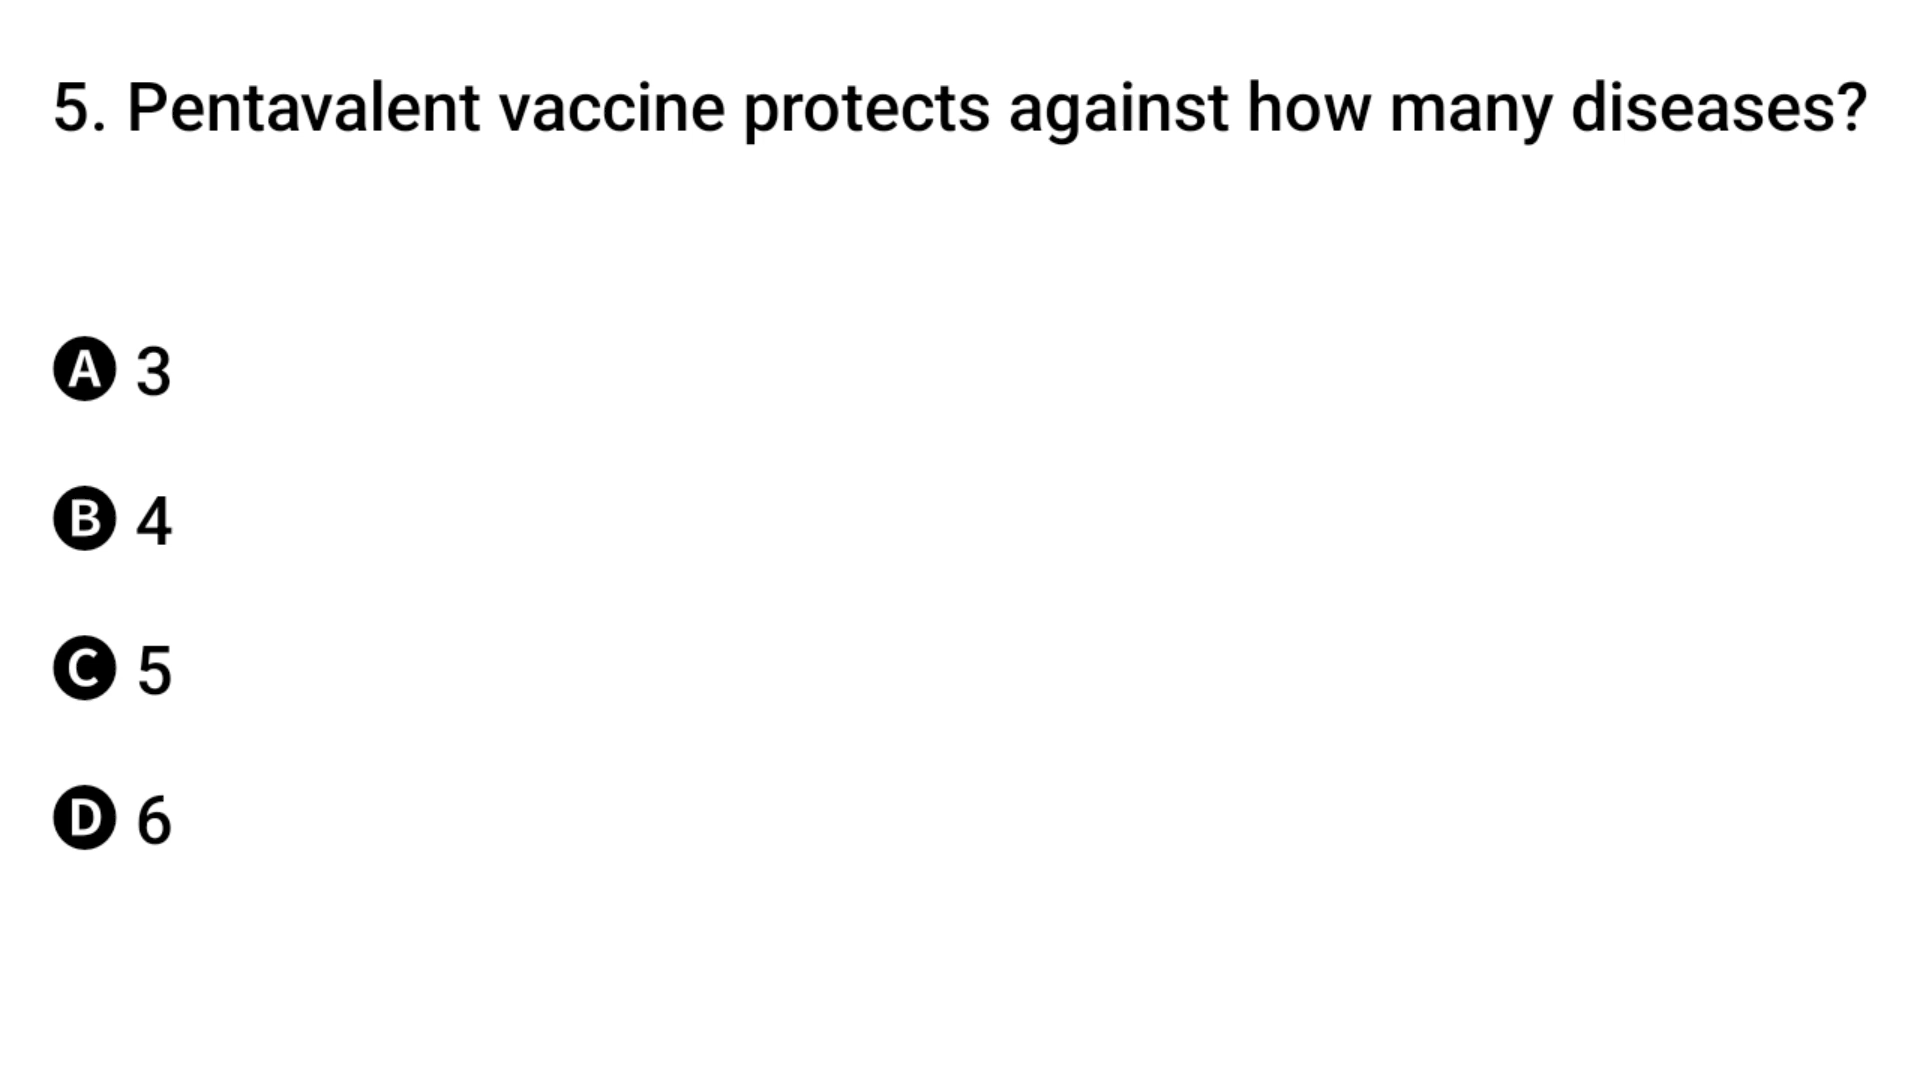 5. Pentavalent vaccine protects against how many diseases?
A 3
B 4
C 5
D 6